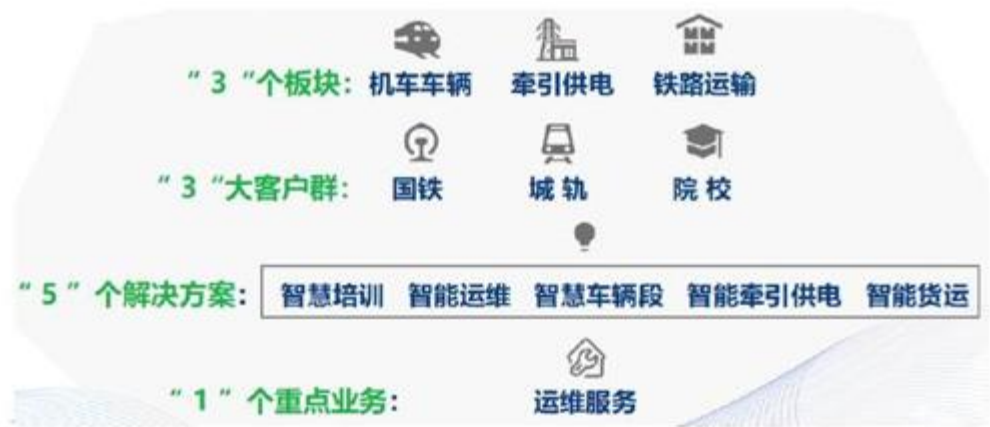 “3“个板块：机车车辆 牵引供电 铁路运输
“3“大客户群：国铁 城轨 院校
“5”个解决方案：智慧培训 智能运维 智慧车辆段 智能牵引供电 智能货运
“1”个重点业务：运维服务